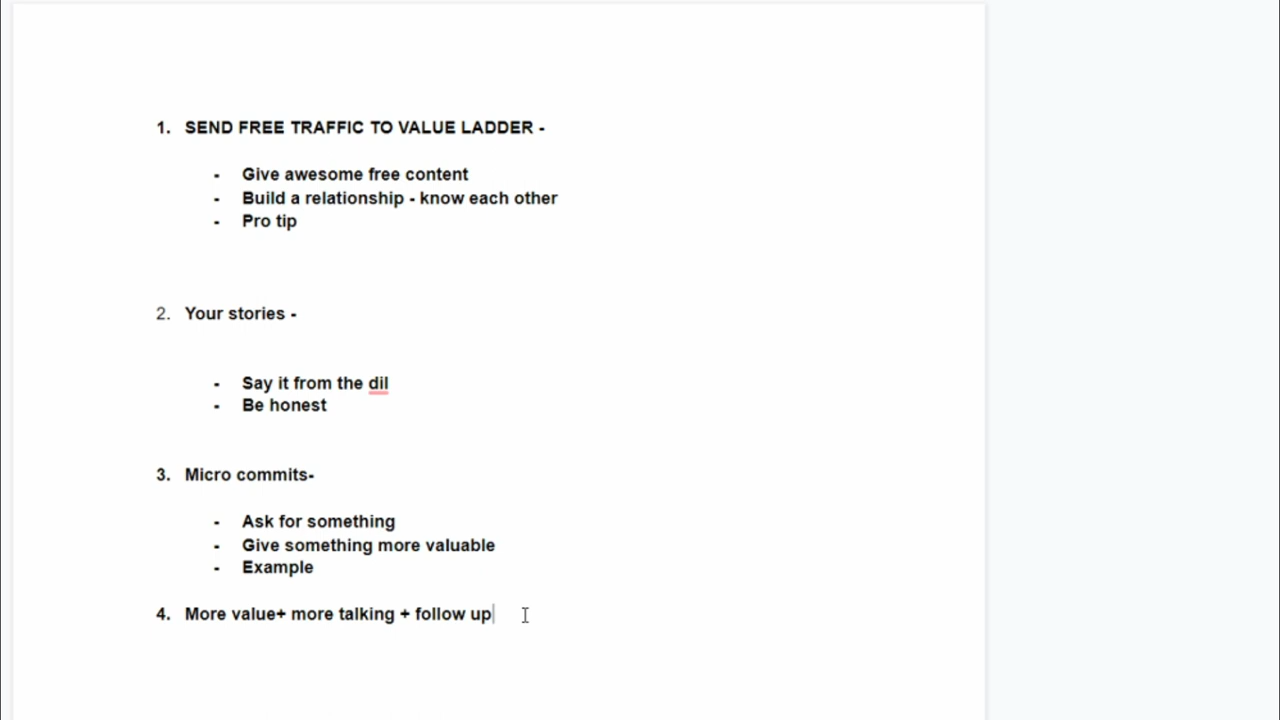 1. SEND FREE TRAFFIC TO VALUE LADDER -
- Give awesome free content
- Build a relationship - know each other
- Pro tip
2. Your stories -
- Say it from the dil
- Be honest
3. Micro commits-
- Ask for something
- Give something more valuable
- Example
4. More value+ more talking + follow up